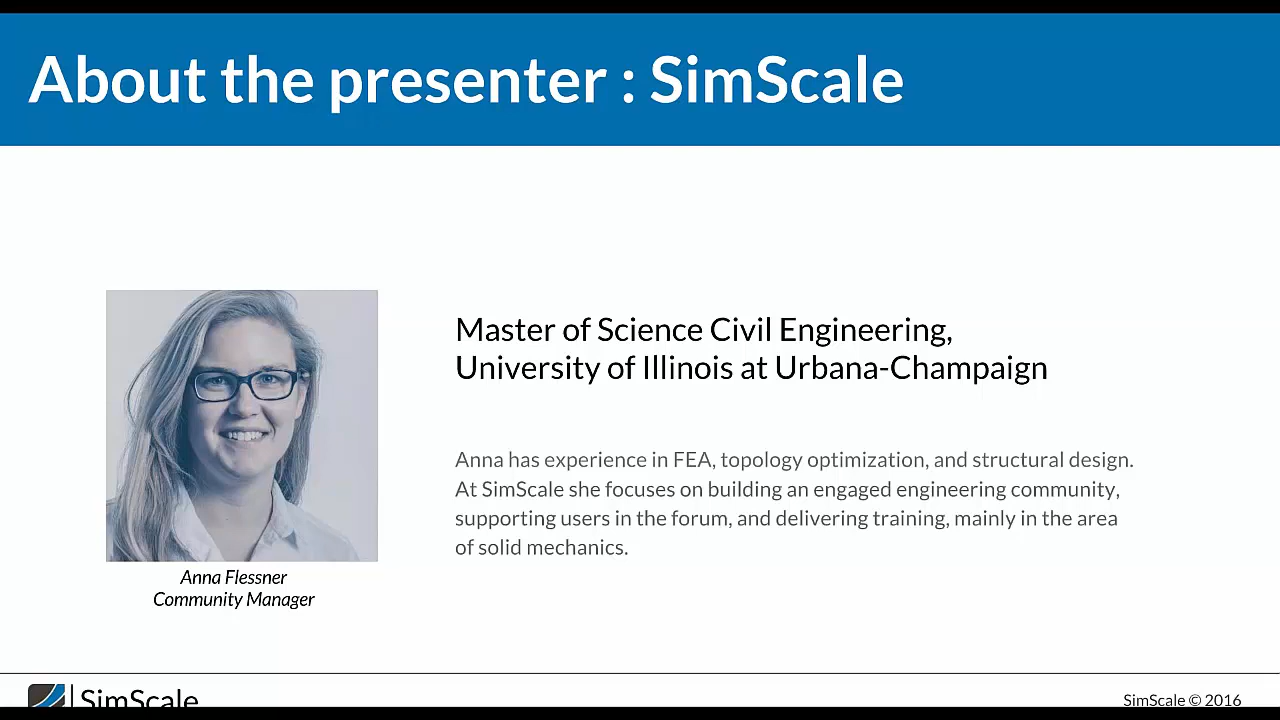 About the presenter : SimScale
Master of Science Civil Engineering,
University of Illinois at Urbana-Champaign
Anna has experience in FEA, topology optimization, and structural design.
At SimScale she focuses on building an engaged engineering community,
supporting users in the forum, and delivering training, mainly in the area
of solid mechanics.
Anna Flessner
Community Manager
SimScale
SimScale © 2016